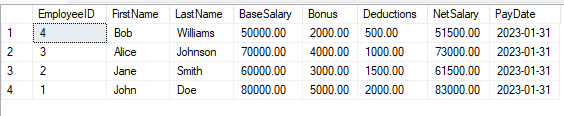 EmployeeID FirstName LastName BaseSalary Bonus Deductions NetSalary PayDate
1 4 Bob Williams 50000.00 2000.00 500.00 51500.00 2023-01-31
2 3 Alice Johnson 70000.00 4000.00 1000.00 73000.00 2023-01-31
3 2 Jane Smith 60000.00 3000.00 1500.00 61500.00 2023-01-31
4 1 John Doe 80000.00 5000.00 2000.00 83000.00 2023-01-31